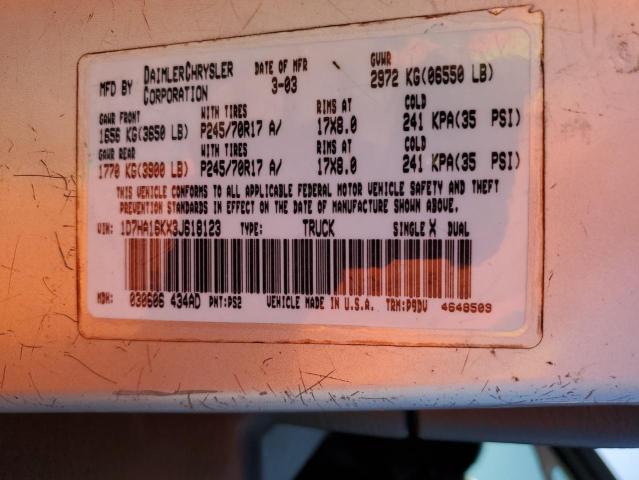 MFD BY DAIMLERCHRYSLER CORPORATION DATE OF MFR 3-03 GVWR 2972 KG(06550 LB)
GAWR FRONT WITH TIRES RIMS AT COLD
1656 KG(3650 LB) P245/70R17 A/ 17X8.0 241 KPA(35 PSI)
GAWR REAR WITH TIRES RIMS AT COLD
1770 KG(3900 LB) P245/70R17 A/ 17X8.0 241 KPA(35 PSI)
THIS VEHICLE CONFORMS TO ALL APPLICABLE FEDERAL MOTOR VEHICLE SAFETY AND THEFT
PREVENTION STANDARDS IN EFFECT ON THE DATE OF MANUFACTURE SHOWN ABOVE.
VIN: 1D7HA16KX3J618123 TYPE: TRUCK SINGLE X DUAL
MDH: 030606 434AD PNT:PS2 VEHICLE MADE IN U.S.A. TRM:P9DV 4648509